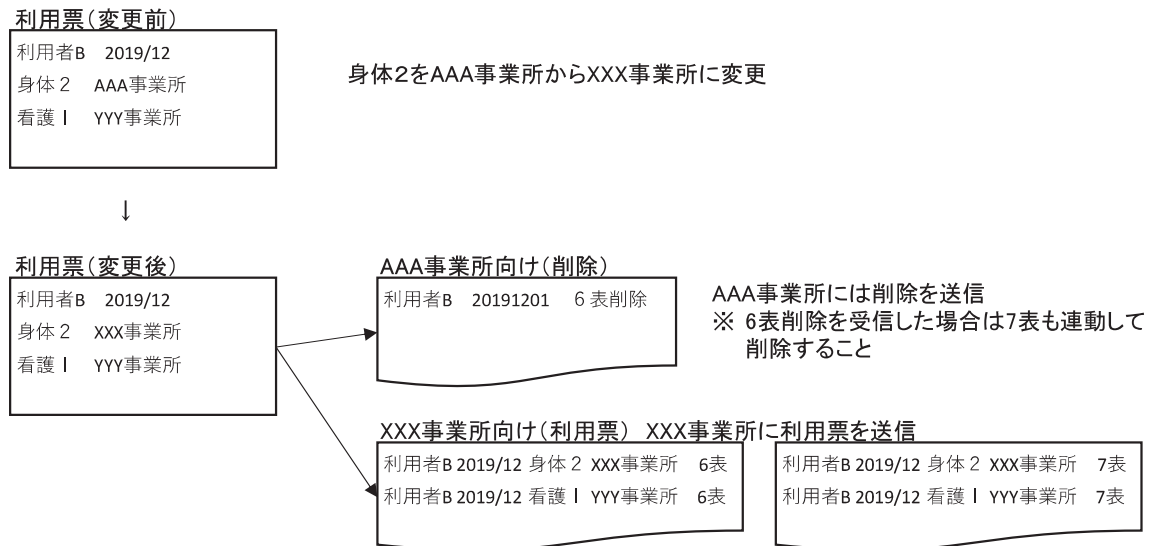 利用票(変更前)
利用者B 2019/12
身体２ AAA事業所
看護Ⅰ YYY事業所
身体２をAAA事業所からXXX事業所に変更
↓
利用票(変更後)
利用者B 2019/12
身体２ XXX事業所
看護Ⅰ YYY事業所
AAA事業所向け(削除)
利用者B 20191201 ６表削除
AAA事業所には削除を送信
※ 6表削除を受信した場合は7表も連動して
削除すること
XXX事業所向け(利用票) XXX事業所に利用票を送信
利用者B 2019/12 身体２ XXX事業所 6表
利用者B 2019/12 看護Ⅰ YYY事業所 6表
利用者B 2019/12 身体２ XXX事業所 7表
利用者B 2019/12 看護Ⅰ YYY事業所 7表